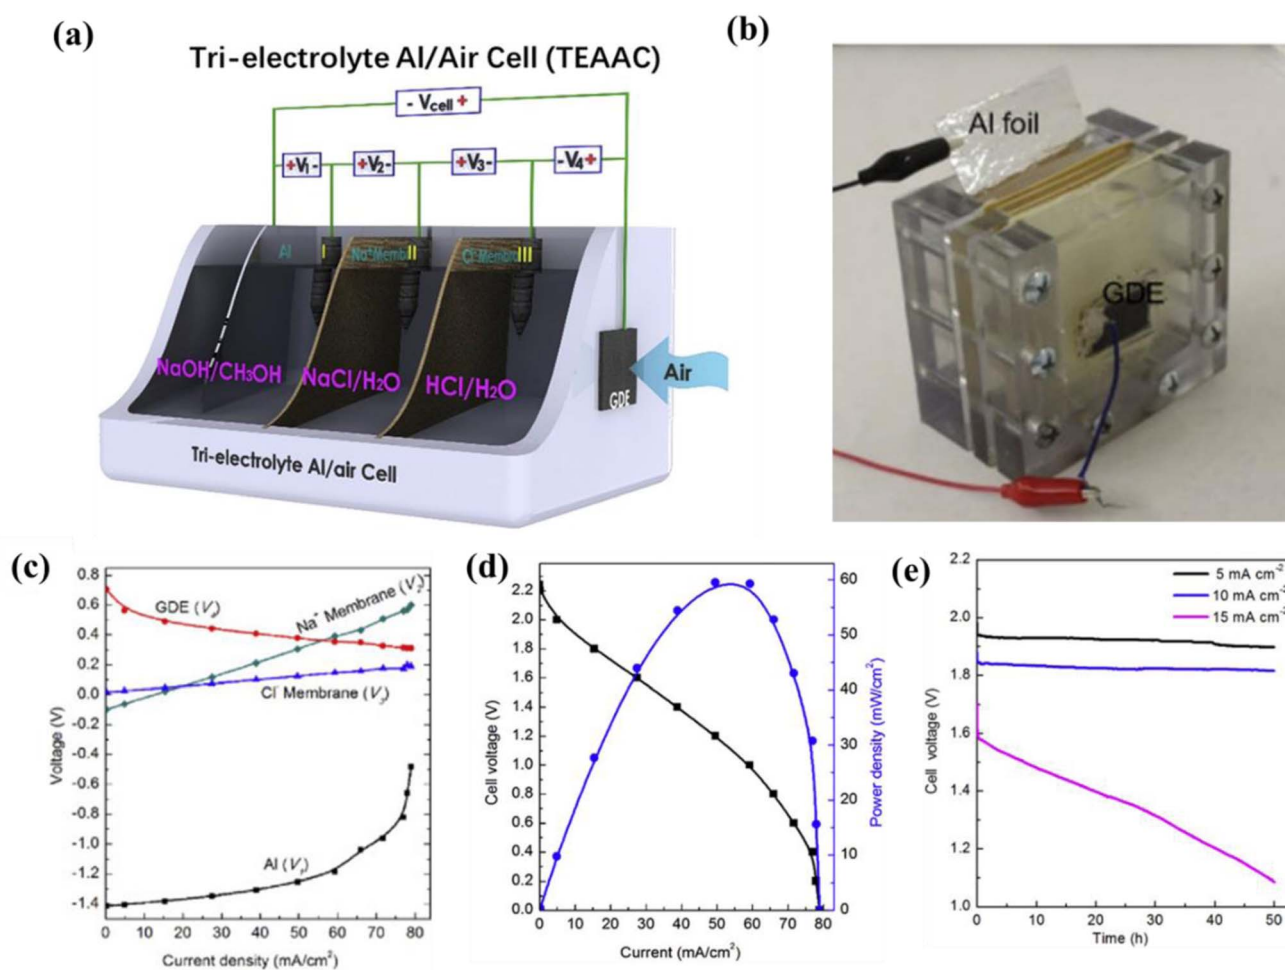 (a)
Tri-electrolyte Al/Air Cell (TEAAC)
- Vcell +
+V1- +V2- +V3- -V4+
Al I Na+Memb II Cl-Membra III
NaOH/CH3OH NaCl/H2O HCl/H2O
GDE
Air
Tri-electrolyte Al/air Cell
(b)
Al foil
GDE
(c)
0.8
0.6
0.4
0.2
0.0
-0.2
-0.4
-0.6
-0.8
-1.0
-1.2
-1.4
Voltage (V)
GDE (V4)
Na+ Membrane (V2)
Cl- Membrane (V3)
Al (V1)
0 10 20 30 40 50 60 70 80
Current density (mA/cm2)
(d)
2.2
2.0
1.8
1.6
1.4
1.2
1.0
0.8
0.6
0.4
0.2
0.0
Cell voltage (V)
60
50
40
30
20
10
0
Power density (mW/cm2)
0 10 20 30 40 50 60 70 80
Current (mA/cm2)
(e)
2.2
2.0
1.8
1.6
1.4
1.2
1.0
Cell voltage (V)
5 mA cm-2
10 mA cm-2
15 mA cm-2
0 10 20 30 40 50
Time (h)